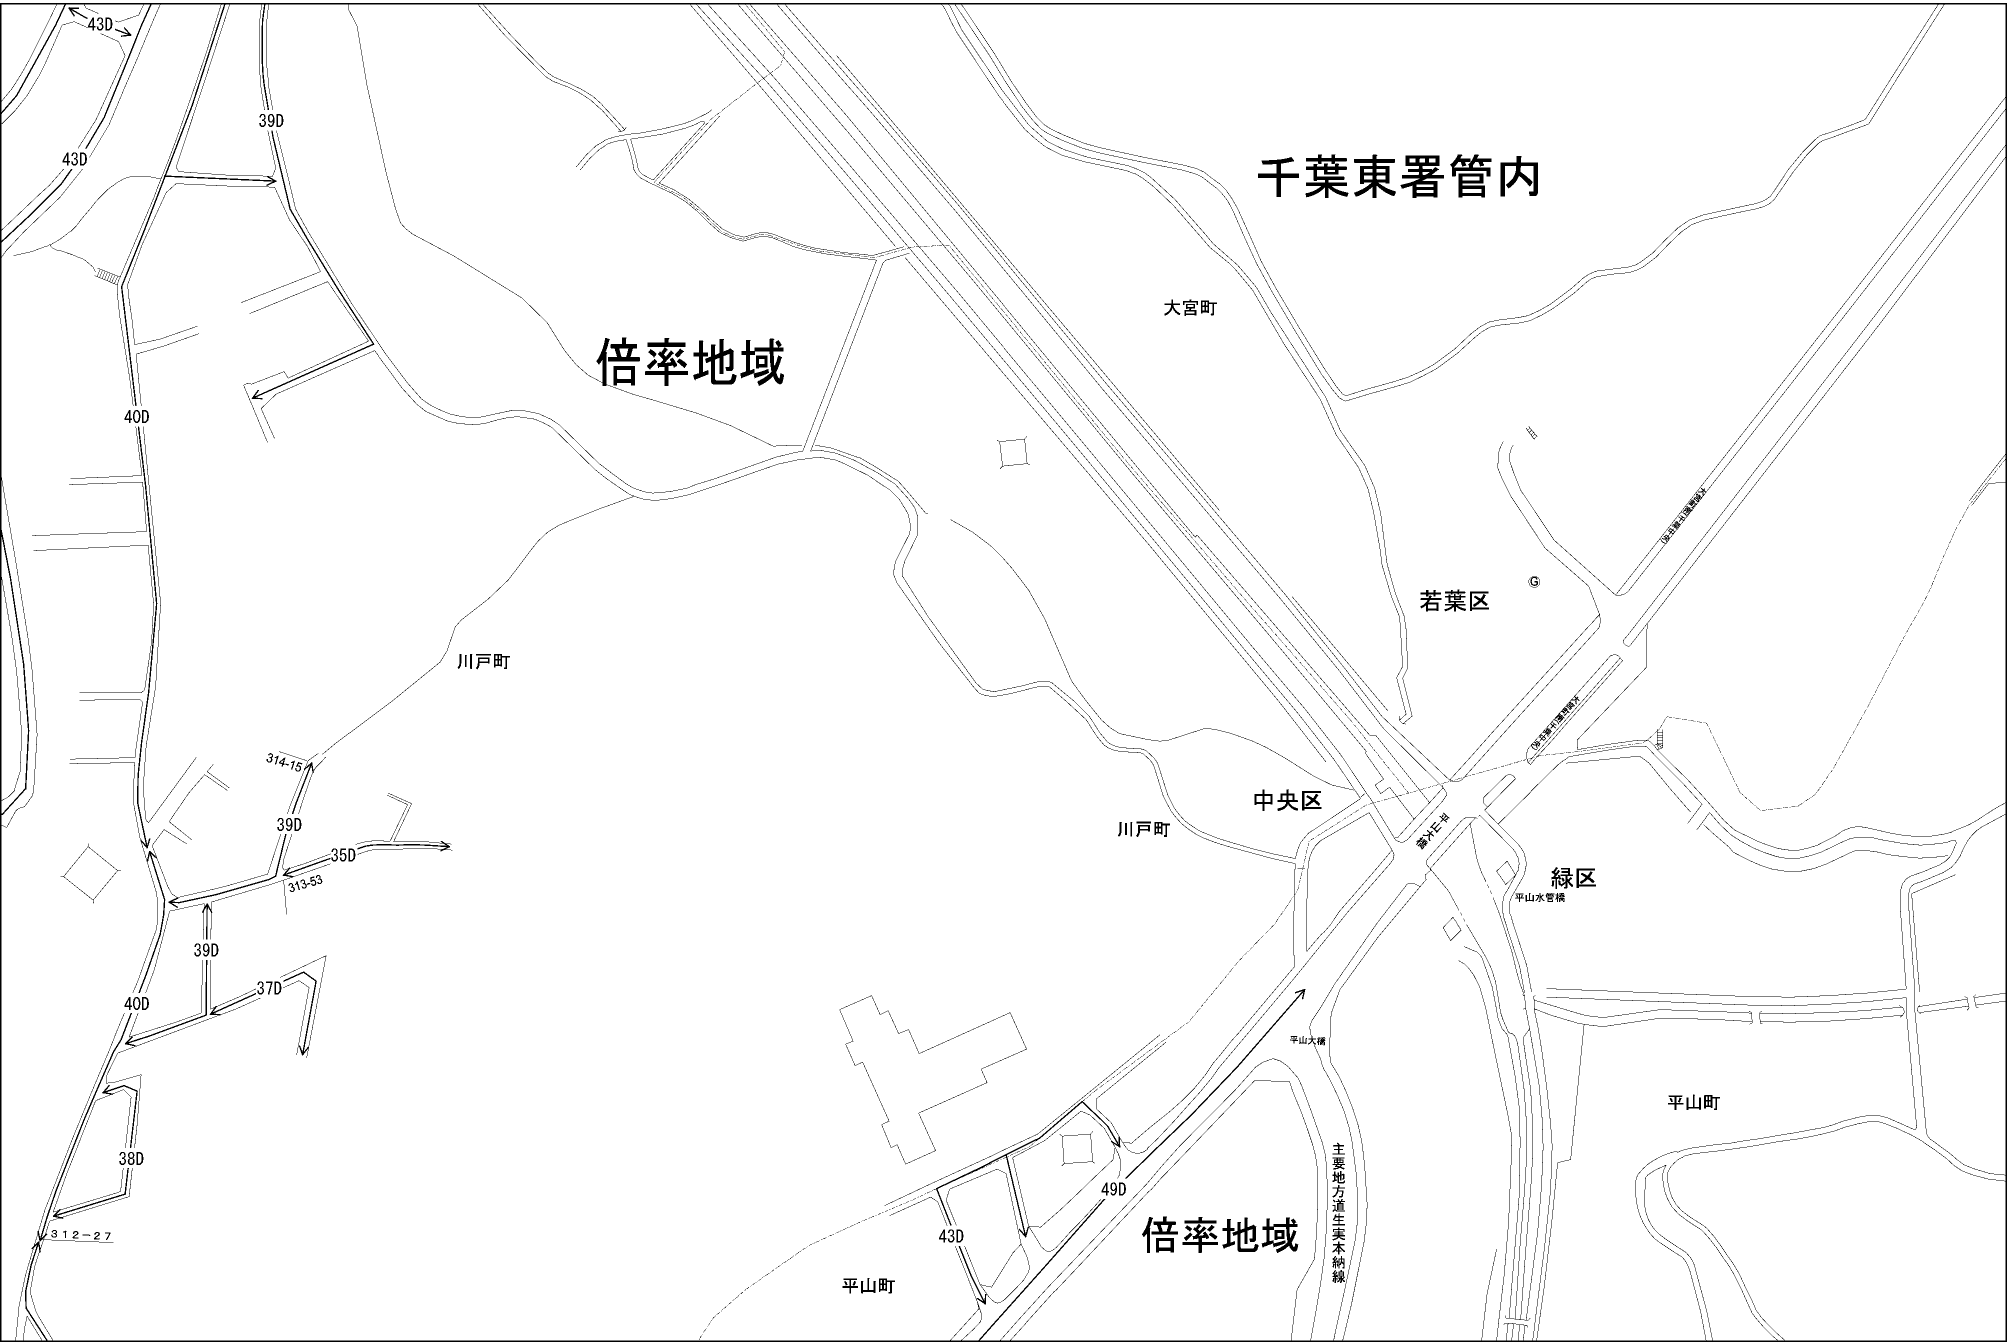 43D
39D
43D
千葉東署管内
大宮町
倍率地域
40D
大宮町
若葉区
G
川戸町
314-15
39D
35D
313-53
中央区
川戸町
平山大橋
緑区
平山水管橋
39D
37D
40D
平山大橋
平山町
38D
主要地方道生実本納線
49D
312-27
43D
倍率地域
平山町